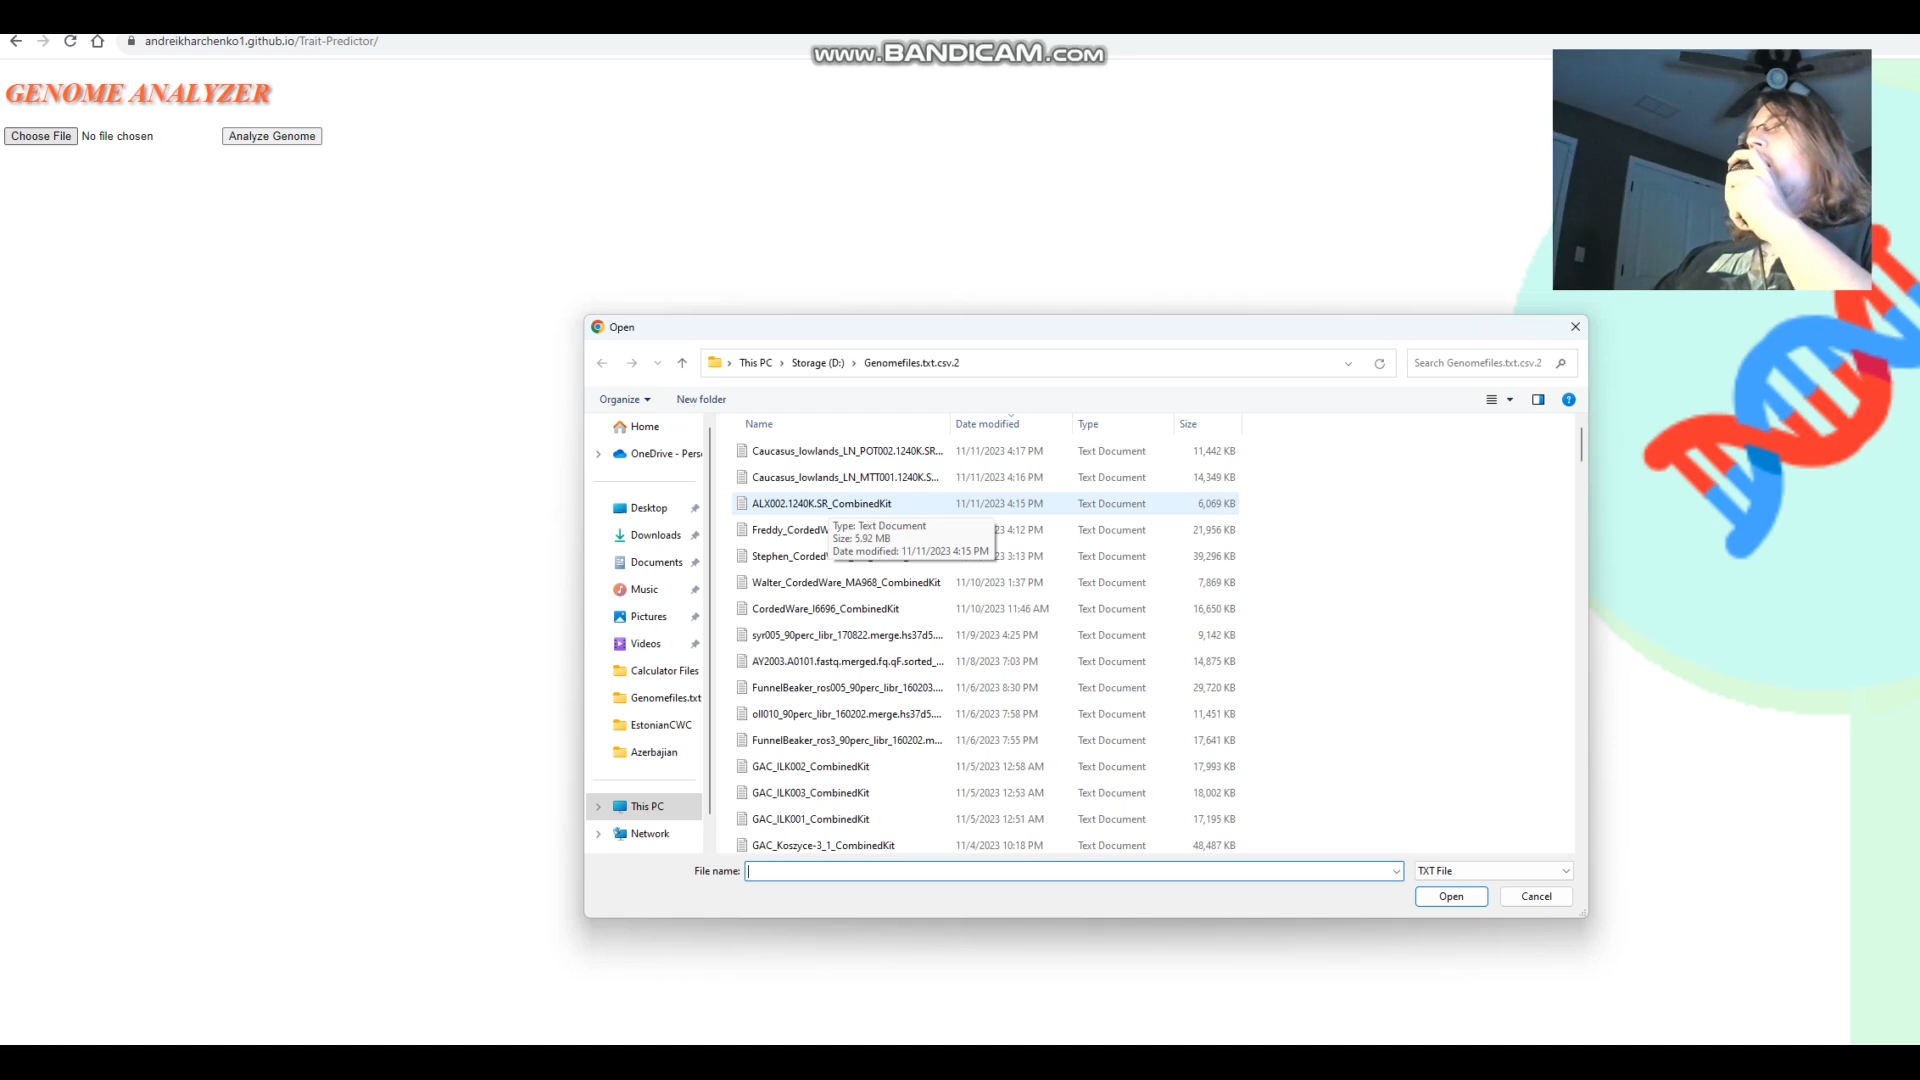 andreikharchenko1.github.io/Trait-Predictor/
www.BANDICAM.com
GENOME ANALYZER
Choose File No file chosen Analyze Genome
Open
This PC > Storage (D:) > Genomefiles.txt.csv.2
Search Genomefiles.txt.csv.2
Organize New folder
Name Date modified Type Size
Home
OneDrive - Pers
Desktop
Downloads
Documents
Music
Pictures
Videos
Calculator Files
Genomefiles.txt
EstonianCWC
Azerbaijan
This PC
Network
Caucasus_lowlands_LN_POT002.1240K.SR... 11/11/2023 4:17 PM Text Document 11,442 KB
Caucasus_lowlands_LN_MTT001.1240K.S... 11/11/2023 4:16 PM Text Document 14,349 KB
ALX002.1240K.SR_CombinedKit 11/11/2023 4:15 PM Text Document 6,069 KB
Freddy_CordedW 23 4:12 PM Text Document 21,956 KB
Stephen_Corded 23 3:13 PM Text Document 39,296 KB
Type: Text Document
Size: 5.92 MB
Date modified: 11/11/2023 4:15 PM
Walter_CordedWare_MA968_CombinedKit 11/10/2023 1:37 PM Text Document 7,869 KB
CordedWare_I6696_CombinedKit 11/10/2023 11:46 AM Text Document 16,650 KB
syr005_90perc_libr_170822.merge.hs37d5.... 11/9/2023 4:25 PM Text Document 9,142 KB
AY2003.A0101.fastq.merged.fq.qF.sorted_... 11/8/2023 7:03 PM Text Document 14,875 KB
FunnelBeaker_ros005_90perc_libr_160203.... 11/6/2023 8:30 PM Text Document 29,720 KB
oll010_90perc_libr_160202.merge.hs37d5.... 11/6/2023 7:58 PM Text Document 11,451 KB
FunnelBeaker_ros3_90perc_libr_160202.m... 11/6/2023 7:55 PM Text Document 17,641 KB
GAC_ILK002_CombinedKit 11/5/2023 12:58 AM Text Document 17,993 KB
GAC_ILK003_CombinedKit 11/5/2023 12:53 AM Text Document 18,002 KB
GAC_ILK001_CombinedKit 11/5/2023 12:51 AM Text Document 17,195 KB
GAC_Koszyce-3_1_CombinedKit 11/4/2023 10:18 PM Text Document 48,487 KB
File name: TXT File
Open Cancel